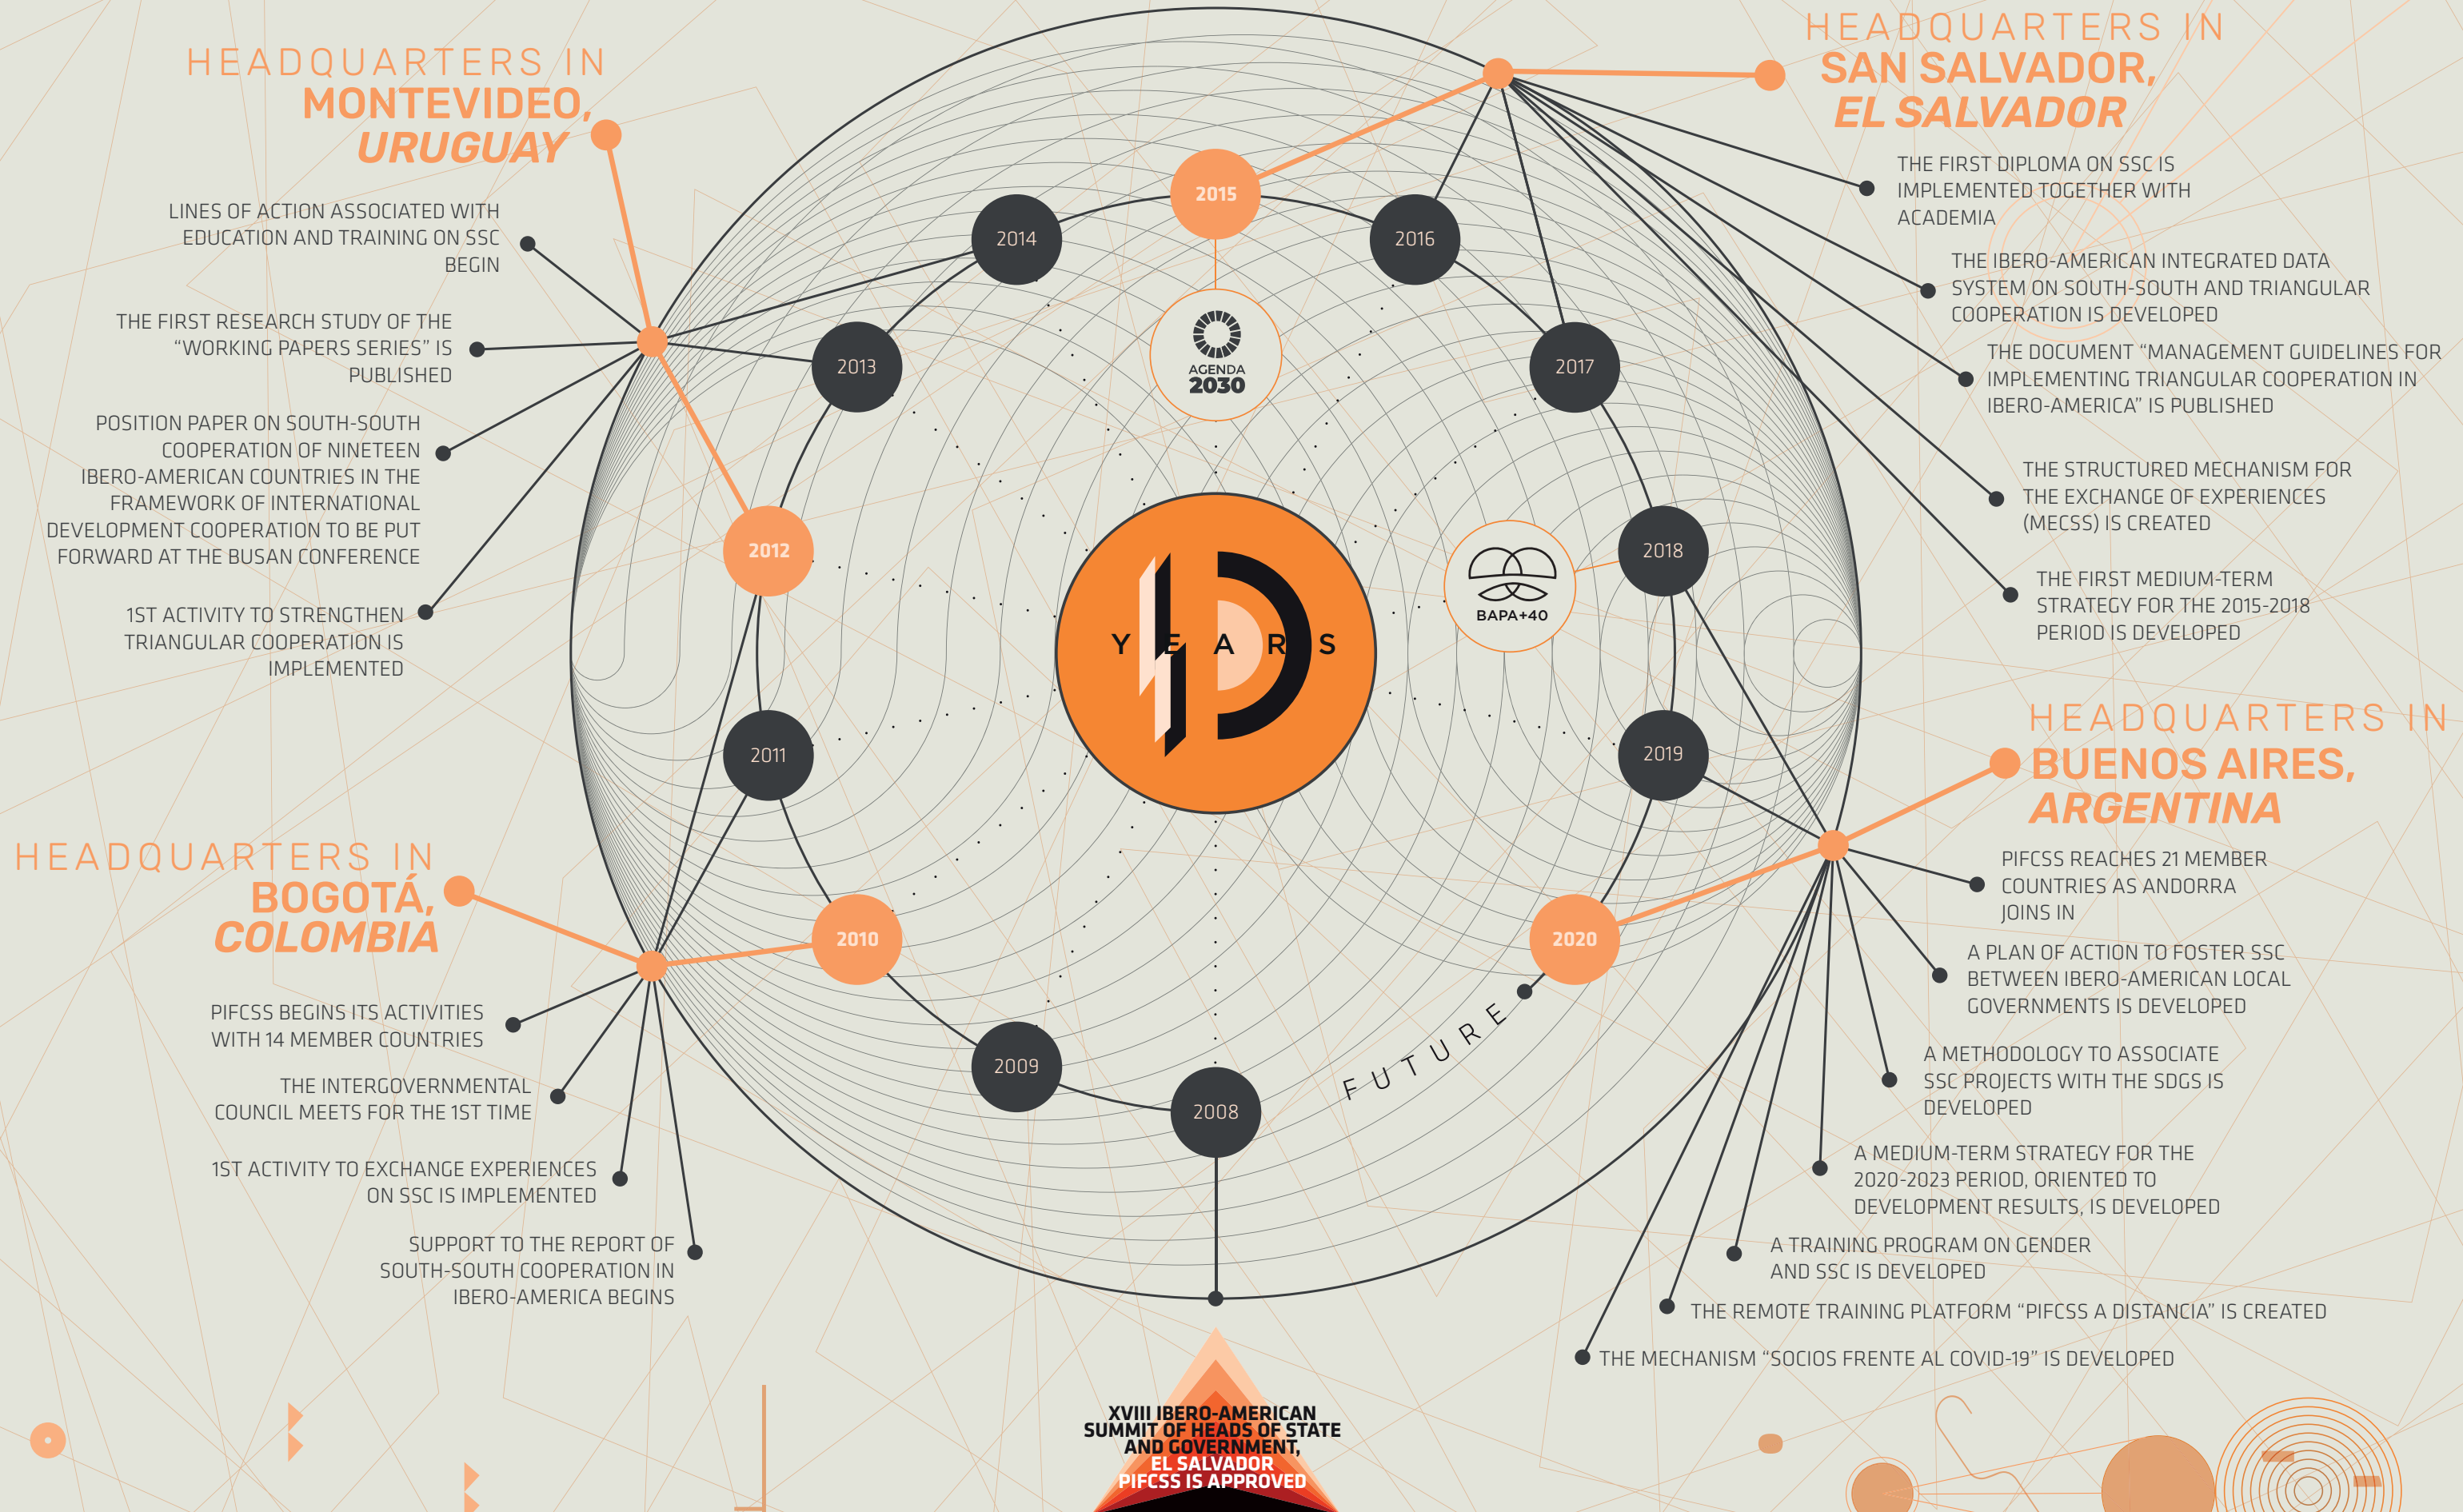 HEADQUARTERS IN
MONTEVIDEO,
URUGUAY
LINES OF ACTION ASSOCIATED WITH
EDUCATION AND TRAINING ON SSC
BEGIN
THE FIRST RESEARCH STUDY OF THE
“WORKING PAPERS SERIES” IS
PUBLISHED
POSITION PAPER ON SOUTH-SOUTH
COOPERATION OF NINETEEN
IBERO-AMERICAN COUNTRIES IN THE
FRAMEWORK OF INTERNATIONAL
DEVELOPMENT COOPERATION TO BE PUT
FORWARD AT THE BUSAN CONFERENCE
1ST ACTIVITY TO STRENGTHEN
TRIANGULAR COOPERATION IS
IMPLEMENTED
HEADQUARTERS IN
BOGOTÁ,
COLOMBIA
PIFCSS BEGINS ITS ACTIVITIES
WITH 14 MEMBER COUNTRIES
THE INTERGOVERNMENTAL
COUNCIL MEETS FOR THE 1ST TIME
1ST ACTIVITY TO EXCHANGE EXPERIENCES
ON SSC IS IMPLEMENTED
SUPPORT TO THE REPORT OF
SOUTH-SOUTH COOPERATION IN
IBERO-AMERICA BEGINS
2015
2014
2016
2013
2017
AGENDA
2030
2012
2018
BAPA+40
10
YEARS
2011
2019
2010
2020
2009
2008
FUTURE
XVIII IBERO-AMERICAN
SUMMIT OF HEADS OF STATE
AND GOVERNMENT,
EL SALVADOR
PIFCSS IS APPROVED
HEADQUARTERS IN
SAN SALVADOR,
EL SALVADOR
THE FIRST DIPLOMA ON SSC IS
IMPLEMENTED TOGETHER WITH
ACADEMIA
THE IBERO-AMERICAN INTEGRATED DATA
SYSTEM ON SOUTH-SOUTH AND TRIANGULAR
COOPERATION IS DEVELOPED
THE DOCUMENT “MANAGEMENT GUIDELINES FOR
IMPLEMENTING TRIANGULAR COOPERATION IN
IBERO-AMERICA” IS PUBLISHED
THE STRUCTURED MECHANISM FOR
THE EXCHANGE OF EXPERIENCES
(MECSS) IS CREATED
THE FIRST MEDIUM-TERM
STRATEGY FOR THE 2015-2018
PERIOD IS DEVELOPED
HEADQUARTERS IN
BUENOS AIRES,
ARGENTINA
PIFCSS REACHES 21 MEMBER
COUNTRIES AS ANDORRA
JOINS IN
A PLAN OF ACTION TO FOSTER SSC
BETWEEN IBERO-AMERICAN LOCAL
GOVERNMENTS IS DEVELOPED
A METHODOLOGY TO ASSOCIATE
SSC PROJECTS WITH THE SDGS IS
DEVELOPED
A MEDIUM-TERM STRATEGY FOR THE
2020-2023 PERIOD, ORIENTED TO
DEVELOPMENT RESULTS, IS DEVELOPED
A TRAINING PROGRAM ON GENDER
AND SSC IS DEVELOPED
THE REMOTE TRAINING PLATFORM “PIFCSS A DISTANCIA” IS CREATED
THE MECHANISM “SOCIOS FRENTE AL COVID-19” IS DEVELOPED